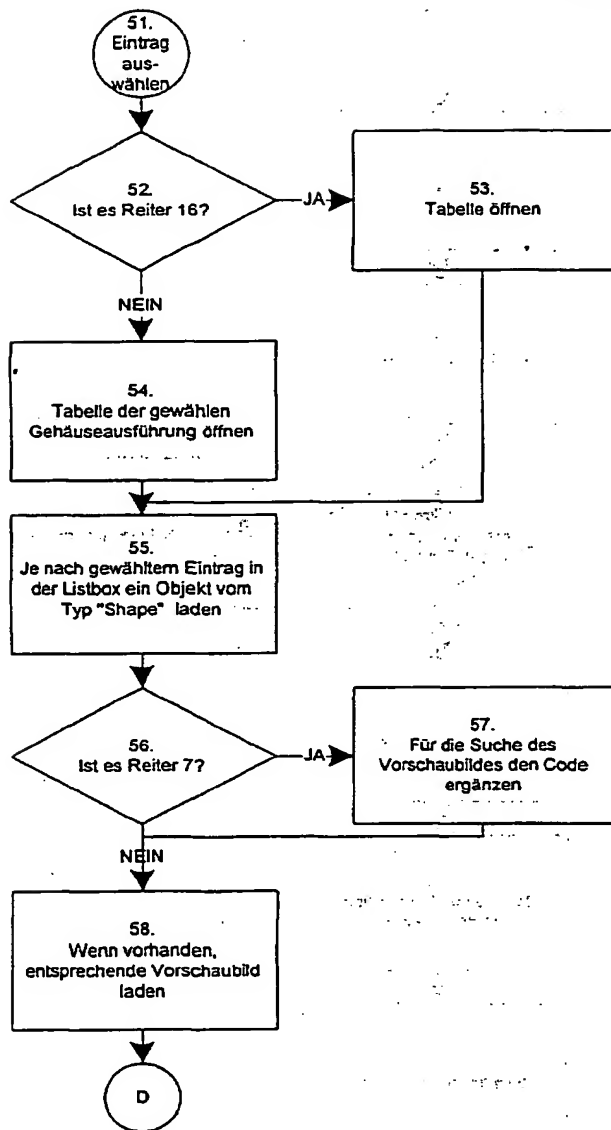 51.
Eintrag
aus-
wählen
52.
Ist es Reiter 16?
JA
53.
Tabelle öffnen
NEIN
54.
Tabelle der gewählen
Gehäuseausführung öffnen
55.
Je nach gewähltem Eintrag in
der Listbox ein Objekt vom
Typ "Shape" laden
56.
Ist es Reiter 7?
JA
57.
Für die Suche des
Vorschaubildes den Code
ergänzen
NEIN
58.
Wenn vorhanden,
entsprechende Vorschaubild
laden
D